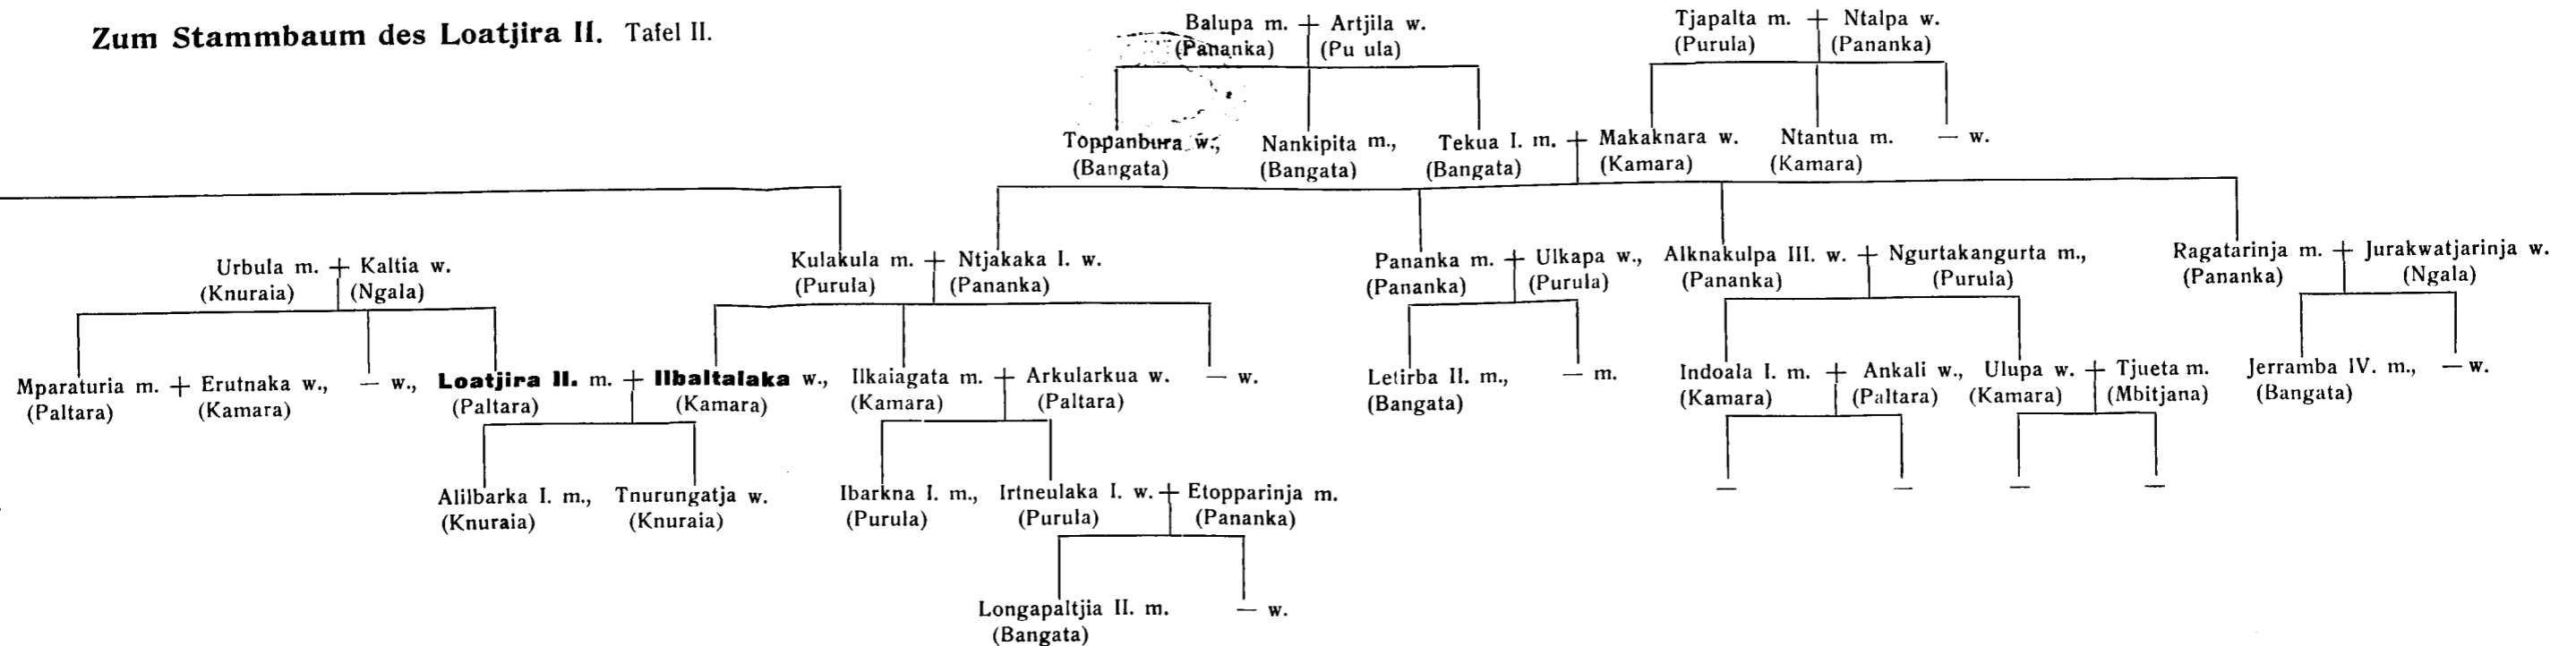 Zum Stammbaum des Loatjira II. Tafel II.
Balupa m. + Artjila w. Tjapalta m. + Ntalpa w.
(Pananka) (Pu ula) (Purula) (Pananka)
Toppanbura w., Nankipita m., Tekua I. m. + Makaknara w. Ntantua m. — w.
(Bangata) (Bangata) (Bangata) (Kamara) (Kamara)
Urbula m. + Kaltia w. Kulakula m. + Ntjakaka I. w. Pananka m. + Ulkapa w., Alknakulpa III. w. + Ngurtakangurta m., Ragatarinja m. + Jurakwatjarinja w.
(Knuraia) (Ngala) (Purula) (Pananka) (Pananka) (Purula) (Pananka) (Purula) (Pananka) (Ngala)
Mparaturia m. + Erutnaka w., — w., Loatjira II. m. + Ilbaltalaka w., Ilkaiagata m. + Arkularkua w. — w. Letirba II. m., — m. Indoala I. m. + Ankali w., Ulupa w. + Tjueta m. Jerramba IV. m., — w.
(Paltara) (Kamara) (Paltara) (Kamara) (Kamara) (Paltara) (Bangata) (Kamara) (Paltara) (Kamara) (Mbitjana) (Bangata)
Alilbarka I. m., Tnurungatja w. Ibarkna I. m., Irtneulaka I. w. + Etopparinja m. — — — —
(Knuraia) (Knuraia) (Purula) (Purula) (Pananka)
Longapaltjia II. m. — w.
(Bangata)